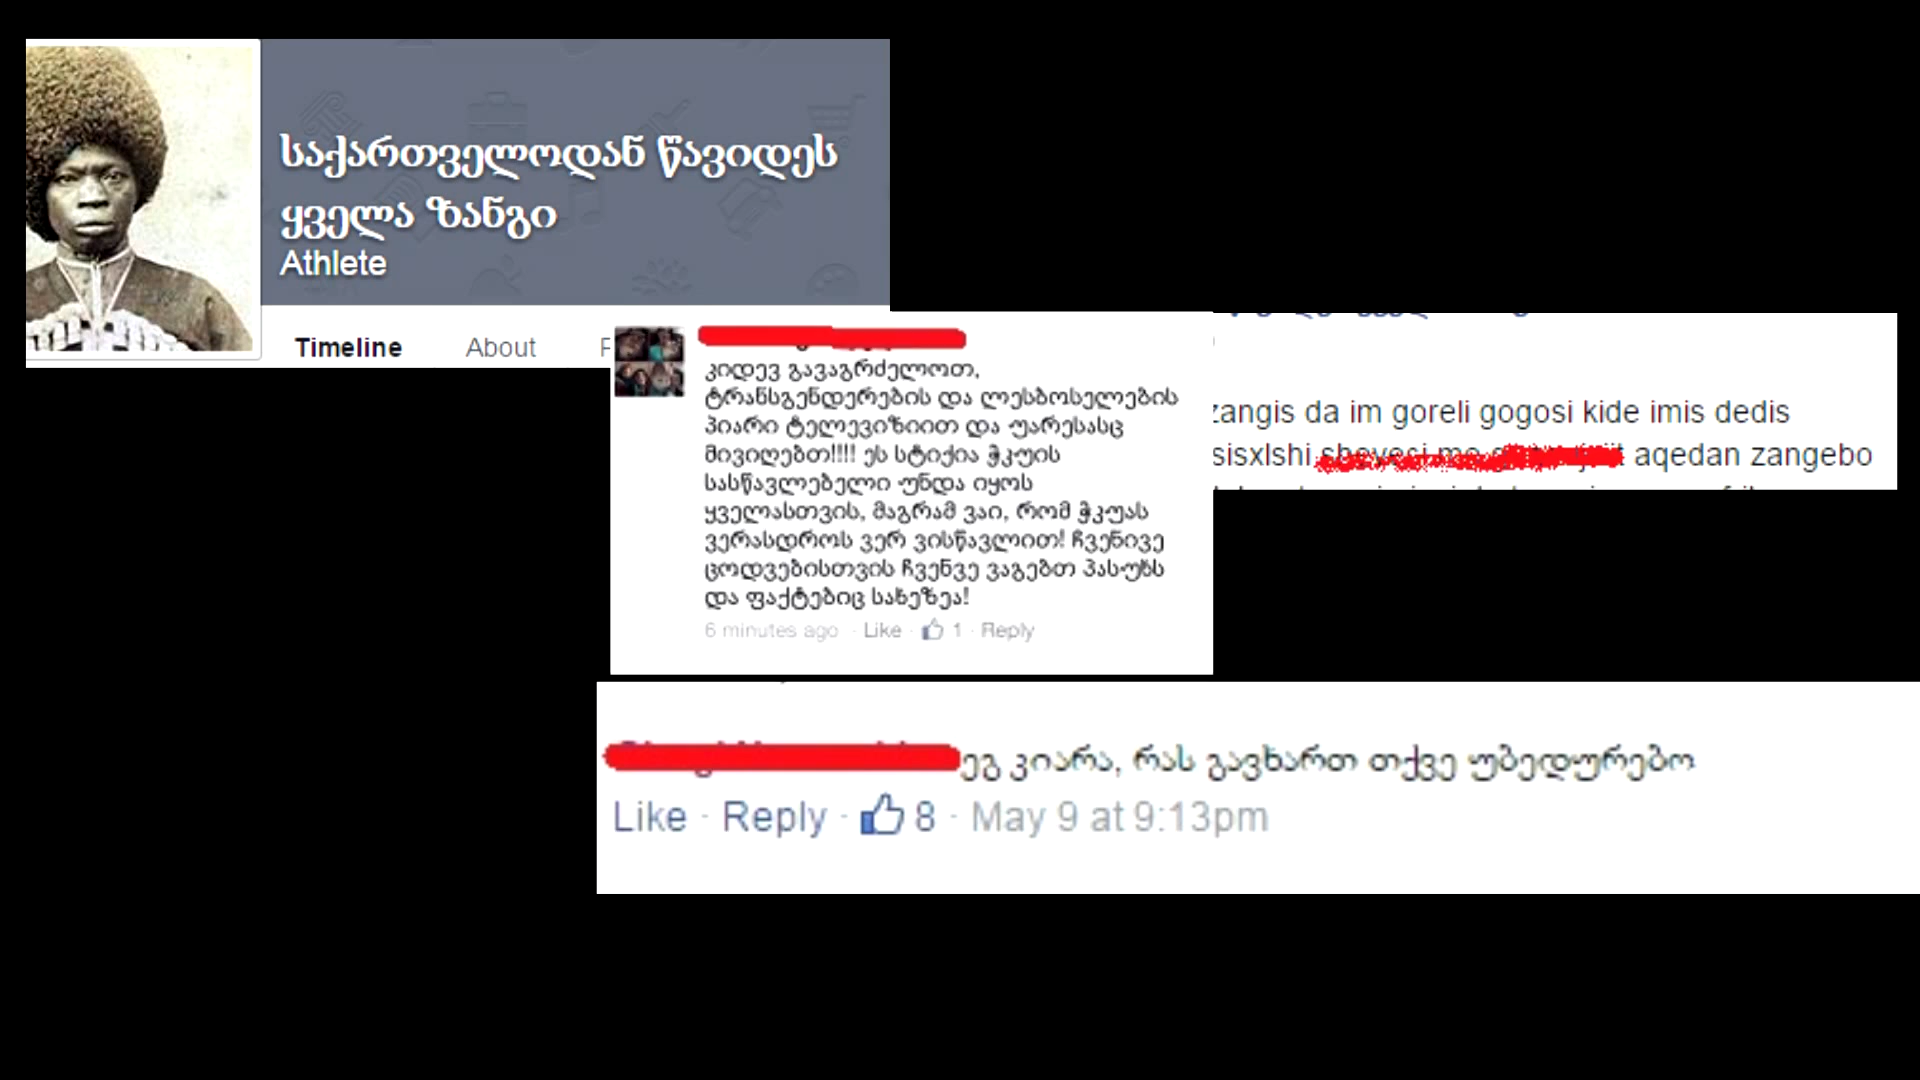 საქართველოდან წავიდეს
ყველა ზანგი
Athlete
Timeline About
კიდევ გავაგრძელოთ,
ტრანსგენდერების და ლესბოსელების
პიარი ტელევიზიით და უარესასც
მივიღებთ!!!! ეს სტიქია ჭკუის
სასწავლებელი უნდა იყოს
ყველასთვის, მაგრამ ვაი, რომ ჭკუას
ვერასდროს ვერ ვისწავლით! ჩვენივე
ცოდვებისთვის ჩვენვე ვაგებთ პასუხს
და ფაქტებიც სახეზეა!
6 minutes ago · Like · 1 · Reply
zangis da im goreli gogosi kide imis dedis
sisxlshi aqedan zangebo
ეგ კიარა, რას გავხართ თქვე უბედურებო
Like · Reply · 8 · May 9 at 9:13pm